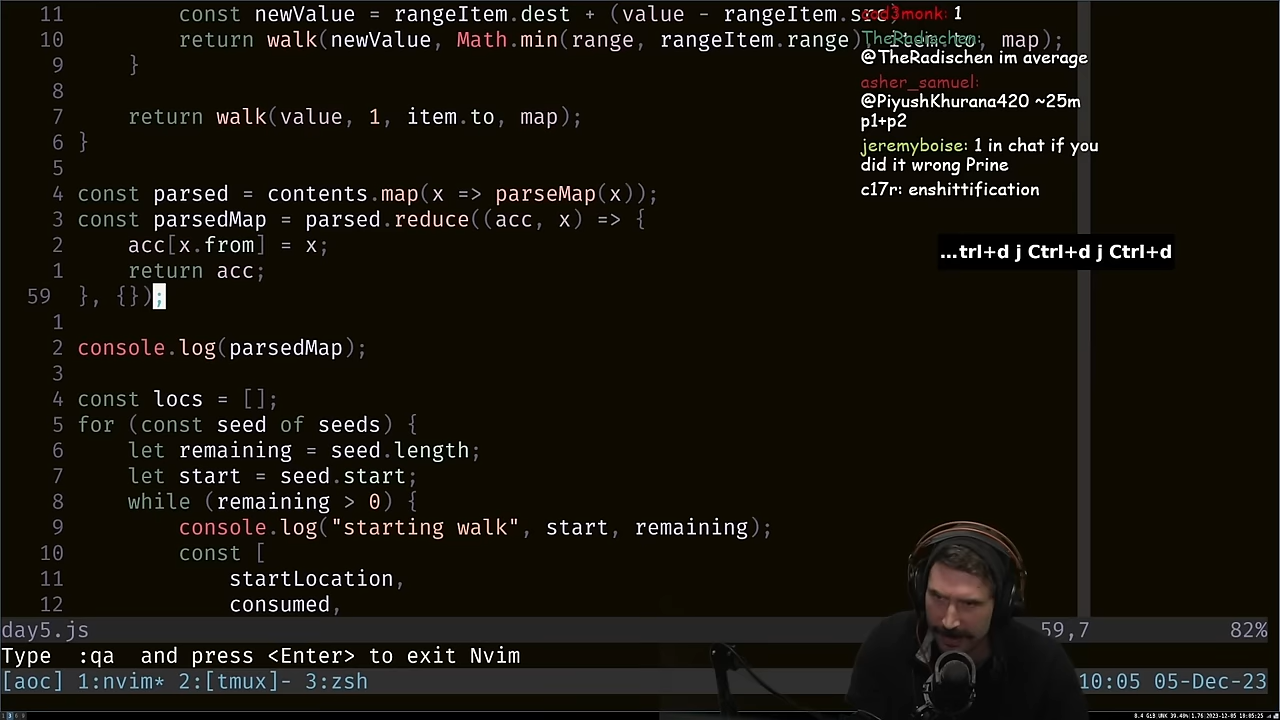 11 const newValue = rangeItem.dest + (value - rangeItem.src)
10 return walk(newValue, Math.min(range, rangeItem.range), item.to, map);
9 }
8
7 return walk(value, 1, item.to, map);
6 }
5
4 const parsed = contents.map(x => parseMap(x));
3 const parsedMap = parsed.reduce((acc, x) => {
2 acc[x.from] = x;
1 return acc;
59 }, {});
1
2 console.log(parsedMap);
3
4 const locs = [];
5 for (const seed of seeds) {
6 let remaining = seed.length;
7 let start = seed.start;
8 while (remaining > 0) {
9 console.log("starting walk", start, remaining);
10 const [
11 startLocation,
12 consumed,
day5.js 59,7 82%
Type :qa and press <Enter> to exit Nvim
[aoc] 1:nvim* 2:[tmux]- 3:zsh 10:05 05-Dec-23
cod3monk: 1
TheRadischen:
@TheRadischen im average
asher_samuel:
@PiyushKhurana420 ~25m
p1+p2
jeremyboise: 1 in chat if you
did it wrong Prine
c17r: enshittification
...trl+d j Ctrl+d j Ctrl+d